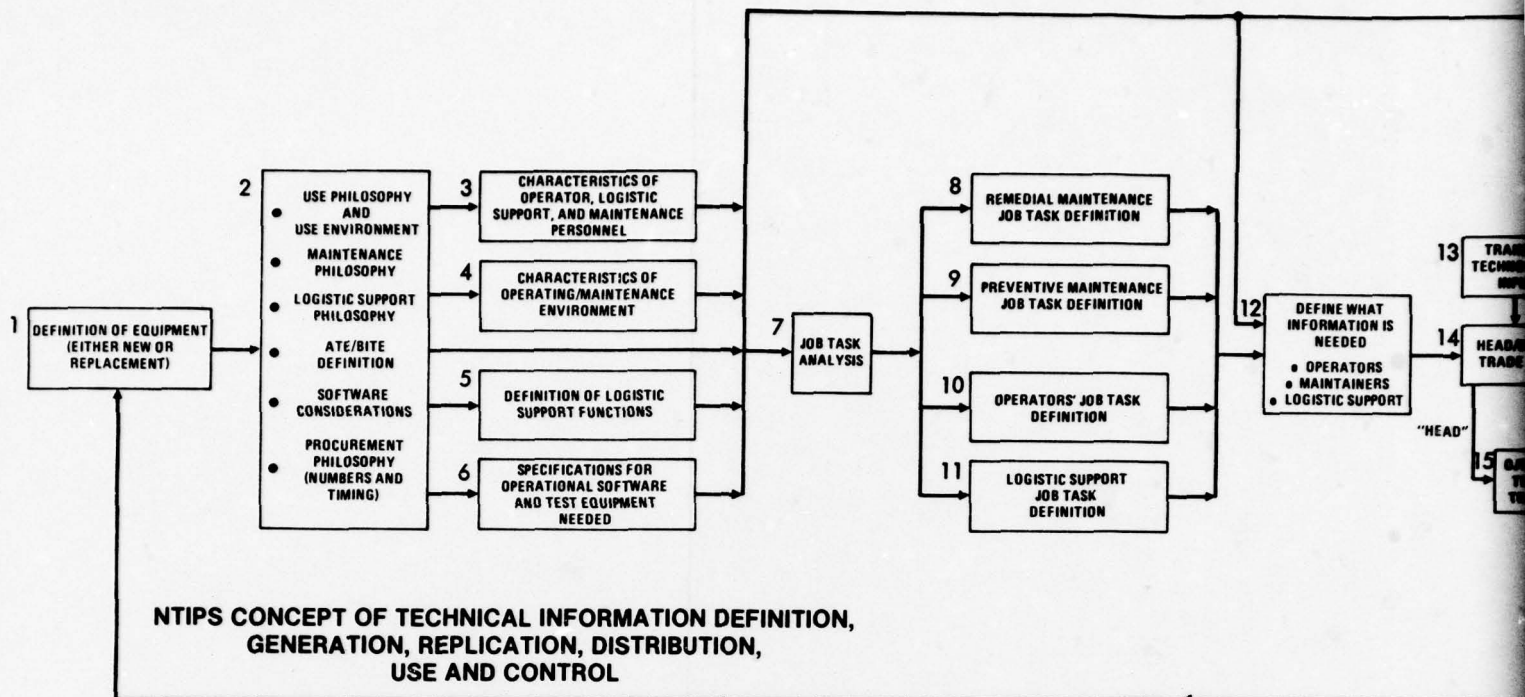 1
DEFINITION OF EQUIPMENT
(EITHER NEW OR
REPLACEMENT)
2
• USE PHILOSOPHY
AND
USE ENVIRONMENT
• MAINTENANCE
PHILOSOPHY
• LOGISTIC SUPPORT
PHILOSOPHY
• ATE/BITE
DEFINITION
• SOFTWARE
CONSIDERATIONS
• PROCUREMENT
PHILOSOPHY
(NUMBERS AND
TIMING)
3
CHARACTERISTICS OF
OPERATOR, LOGISTIC
SUPPORT, AND MAINTENANCE
PERSONNEL
4
CHARACTERISTICS OF
OPERATING/MAINTENANCE
ENVIRONMENT
5
DEFINITION OF LOGISTIC
SUPPORT FUNCTIONS
6
SPECIFICATIONS FOR
OPERATIONAL SOFTWARE
AND TEST EQUIPMENT
NEEDED
7
JOB TASK
ANALYSIS
8
REMEDIAL MAINTENANCE
JOB TASK DEFINITION
9
PREVENTIVE MAINTENANCE
JOB TASK DEFINITION
10
OPERATORS' JOB TASK
DEFINITION
11
LOGISTIC SUPPORT
JOB TASK
DEFINITION
12
DEFINE WHAT
INFORMATION IS
NEEDED
• OPERATORS
• MAINTAINERS
• LOGISTIC SUPPORT
13
14
TRADE
"HEAD"
15
NTIPS CONCEPT OF TECHNICAL INFORMATION DEFINITION,
GENERATION, REPLICATION, DISTRIBUTION,
USE AND CONTROL